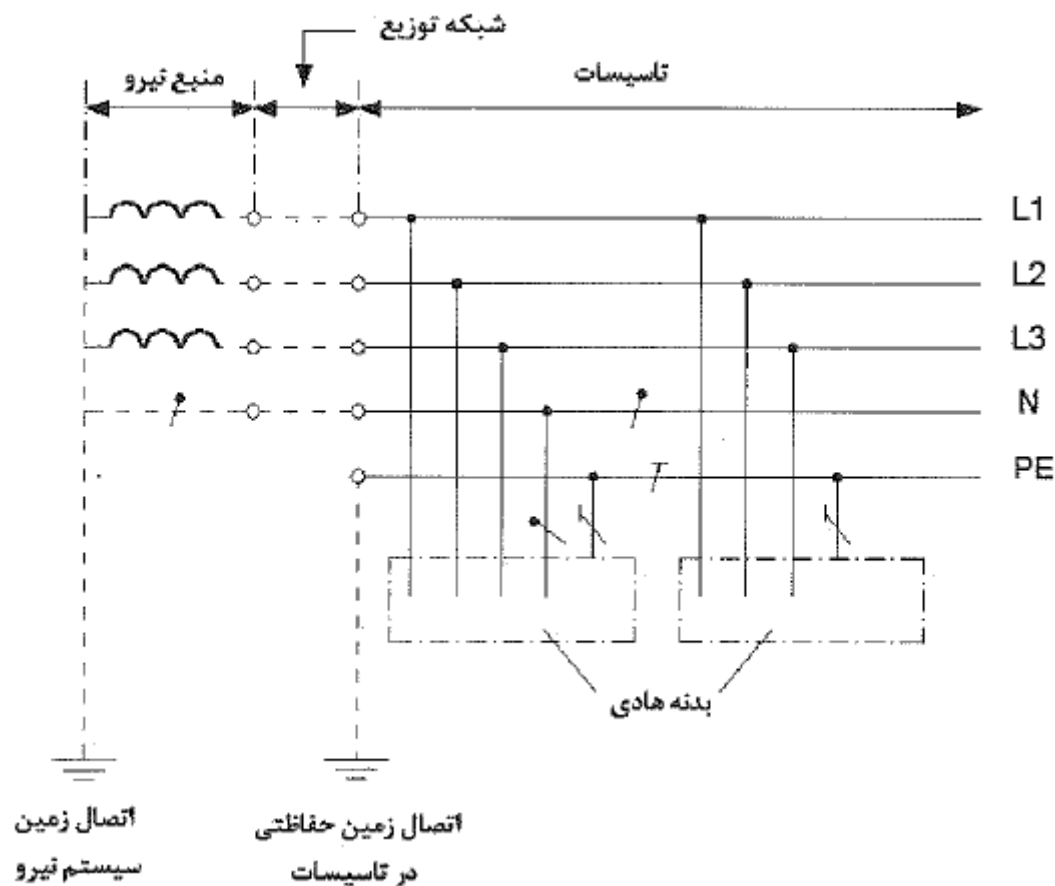 شبکه توزیع
منبع نیرو
تاسیسات
L1
L2
L3
N
PE
بدنه هادی
اتصال زمین
سیستم نیرو
اتصال زمین حفاظتی
در تاسیسات